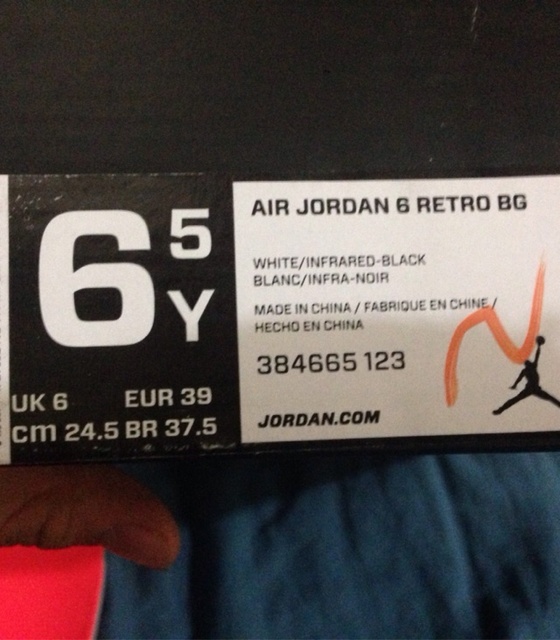 6 5
Y
UK 6 EUR 39
cm 24.5 BR 37.5
AIR JORDAN 6 RETRO BG
WHITE/INFRARED-BLACK
BLANC/INFRA-NOIR
MADE IN CHINA / FABRIQUE EN CHINE /
HECHO EN CHINA
384665 123
JORDAN.COM